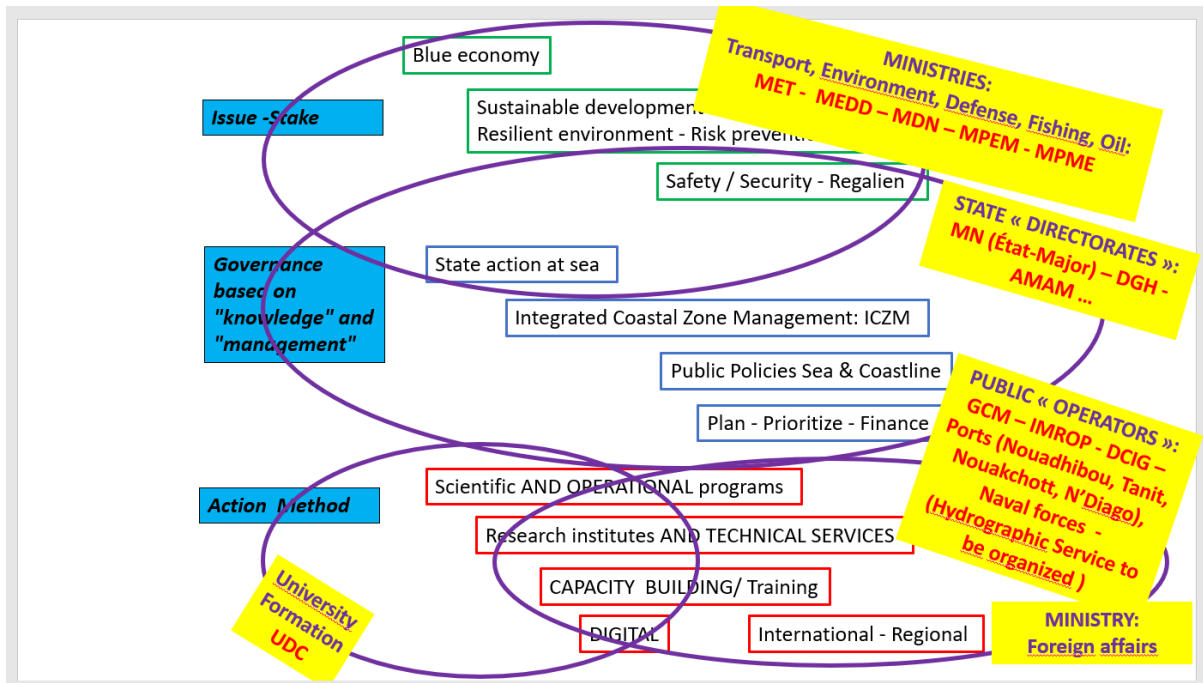 Blue economy
Issue -Stake
Sustainable development
Resilient environment - Risk preventi
Safety / Security - Regalien
MINISTRIES:
Transport, Environment, Defense, Fishing, Oil:
MET - MEDD – MDN – MPEM - MPME
STATE « DIRECTORATES »:
MN (État-Major) – DGH -
AMAM ...
Governance
based on
"knowledge" and
"management"
State action at sea
Integrated Coastal Zone Management: ICZM
Public Policies Sea & Coastline
Plan - Prioritize - Finance
PUBLIC « OPERATORS »:
GCM – IMROP - DCIG –
Ports (Nouadhibou, Tanit,
Nouakchott, N'Diago),
Naval forces -
(Hydrographic Service to
be organized )
Action Method
Scientific AND OPERATIONAL programs
Research institutes AND TECHNICAL SERVICES
CAPACITY BUILDING/ Training
DIGITAL
International - Regional
University
Formation
UDC
MINISTRY:
Foreign affairs